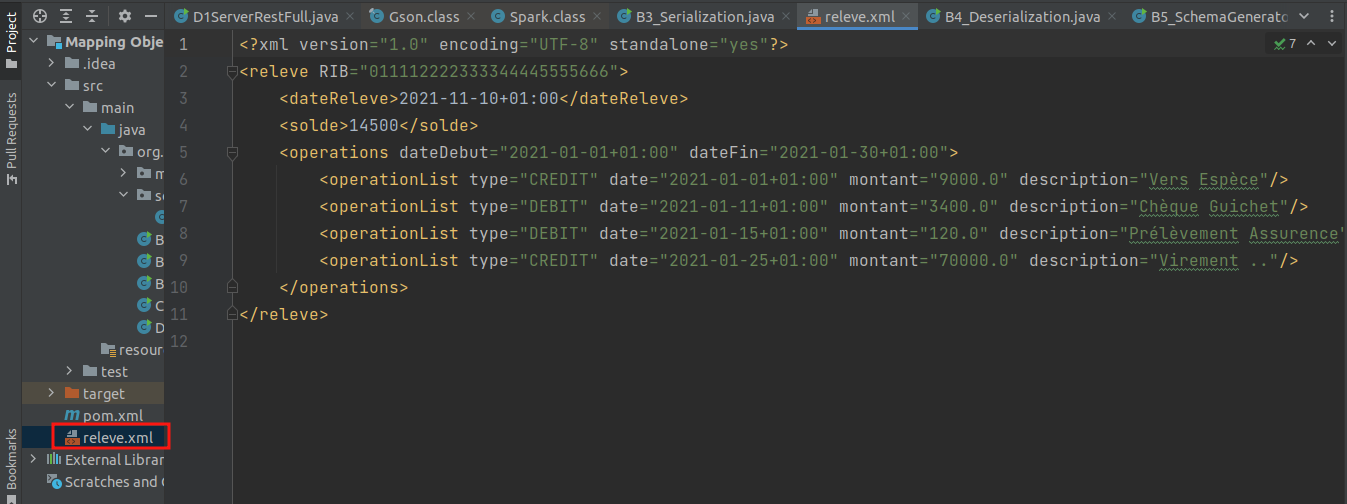 Project
Pull Requests
Bookmarks
D1ServerRestFull.java
Gson.class
Spark.class
B3_Serialization.java
releve.xml
B4_Deserialization.java
B5_SchemaGenerato
Mapping Obje
.idea
src
main
java
org.
m
se
B
B
B
C
D
resour
test
target
pom.xml
releve.xml
External Librar
Scratches and C
7
1 <?xml version="1.0" encoding="UTF-8" standalone="yes"?>
2 <releve RIB="011112222333344445555666">
3 <dateReleve>2021-11-10+01:00</dateReleve>
4 <solde>14500</solde>
5 <operations dateDebut="2021-01-01+01:00" dateFin="2021-01-30+01:00">
6 <operationList type="CREDIT" date="2021-01-01+01:00" montant="9000.0" description="Vers Espèce"/>
7 <operationList type="DEBIT" date="2021-01-11+01:00" montant="3400.0" description="Chèque Guichet"/>
8 <operationList type="DEBIT" date="2021-01-15+01:00" montant="120.0" description="Prélèvement Assurence"
9 <operationList type="CREDIT" date="2021-01-25+01:00" montant="70000.0" description="Virement .."/>
10 </operations>
11 </releve>
12